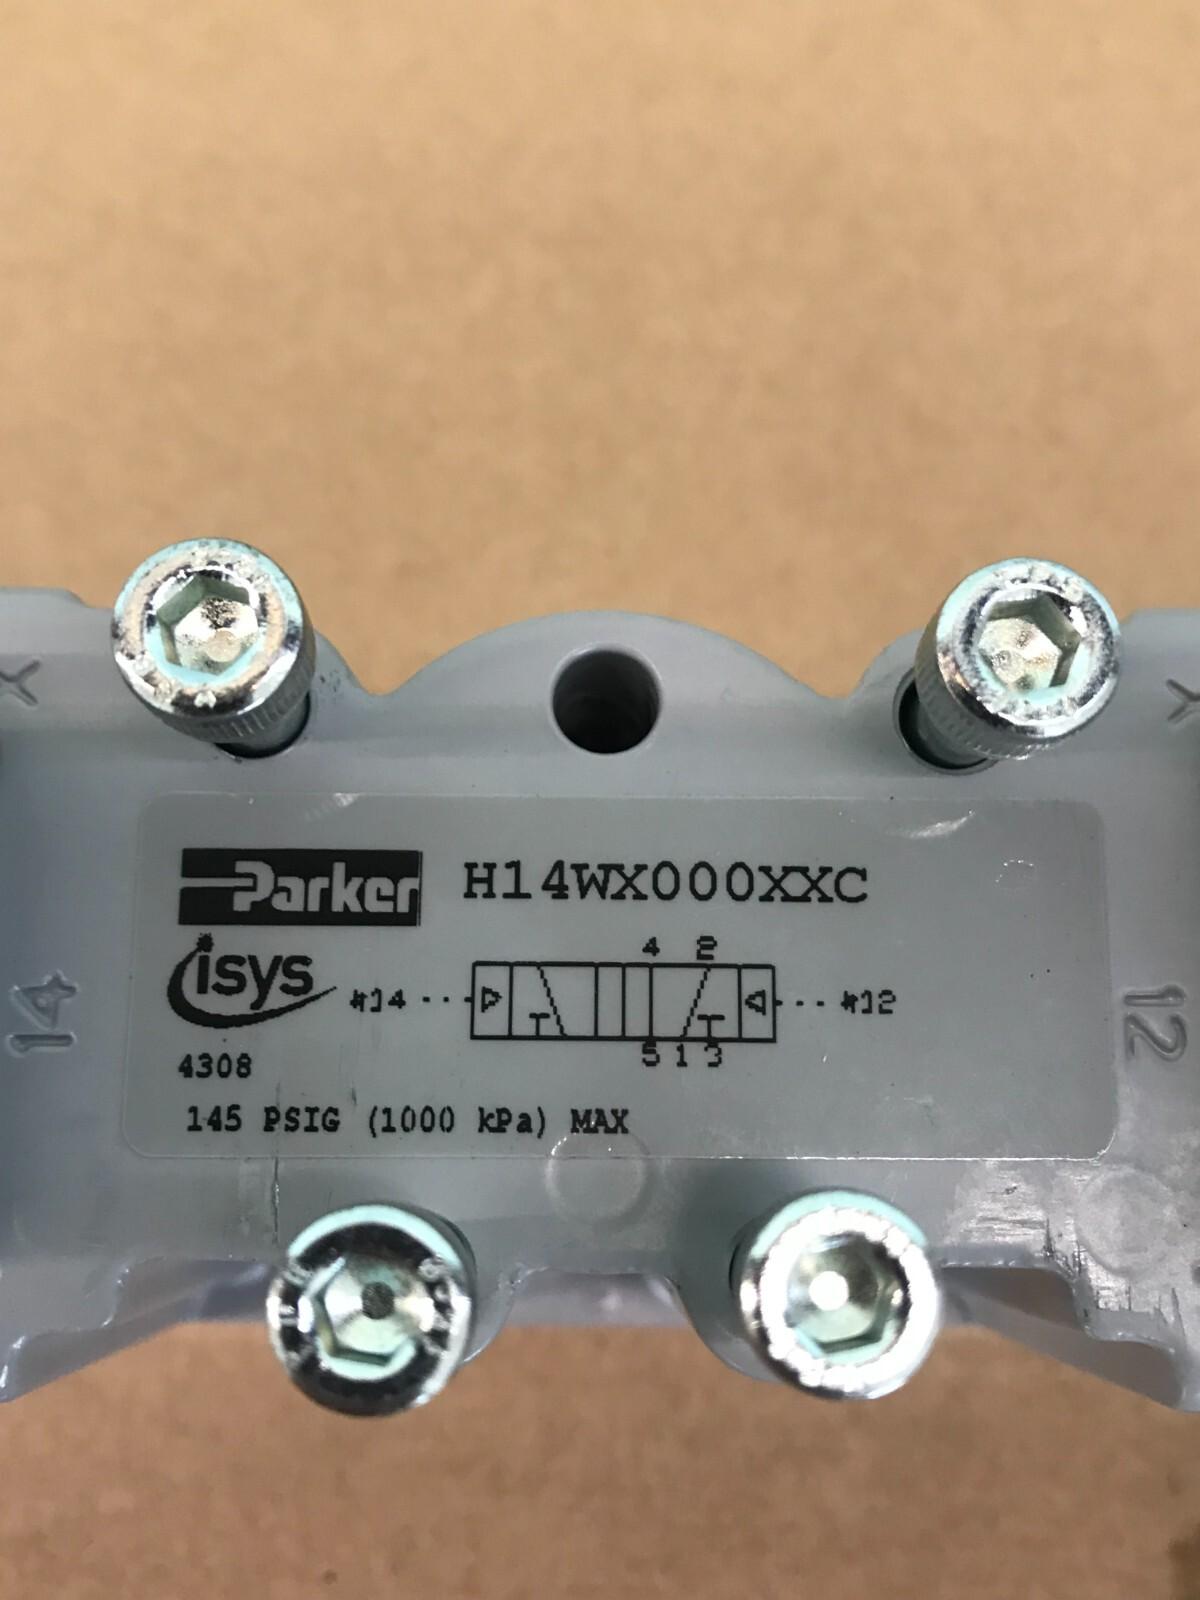 Parker H14WX000XXC
isys
4 2
#14 #12
5 1 3
4308
145 PSIG (1000 kPa) MAX
14
12
X
Y